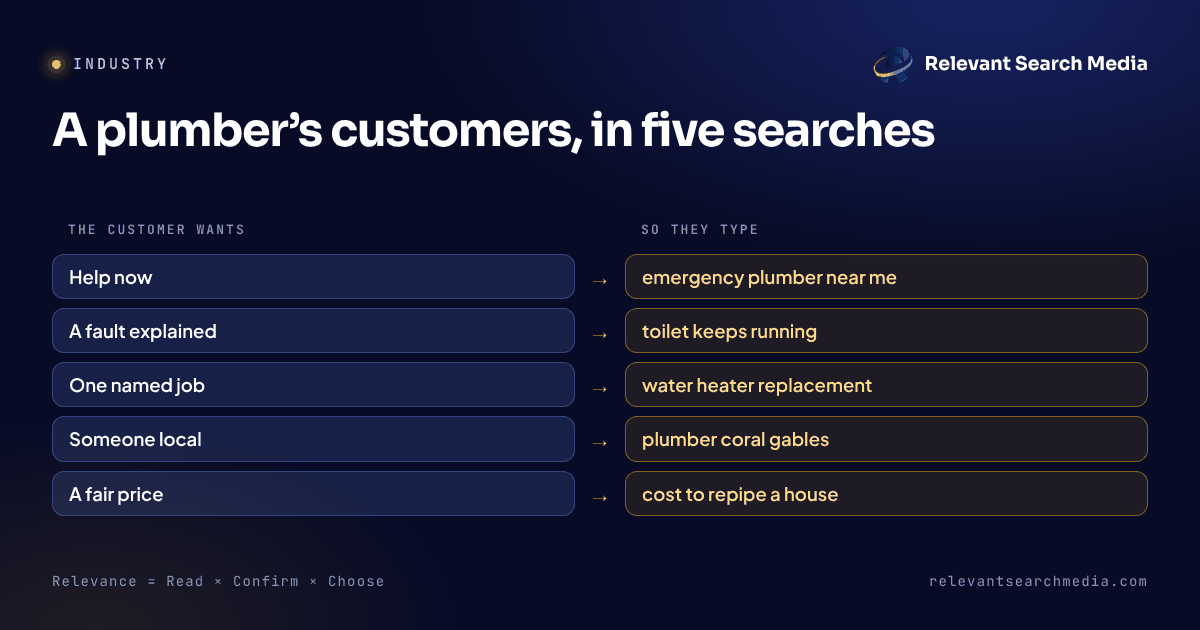 INDUSTRY
Relevant Search Media
A plumber’s customers, in five searches
THE CUSTOMER WANTS
SO THEY TYPE
Help now → emergency plumber near me
A fault explained → toilet keeps running
One named job → water heater replacement
Someone local → plumber coral gables
A fair price → cost to repipe a house
Relevance = Read × Confirm × Choose
relevantsearchmedia.com